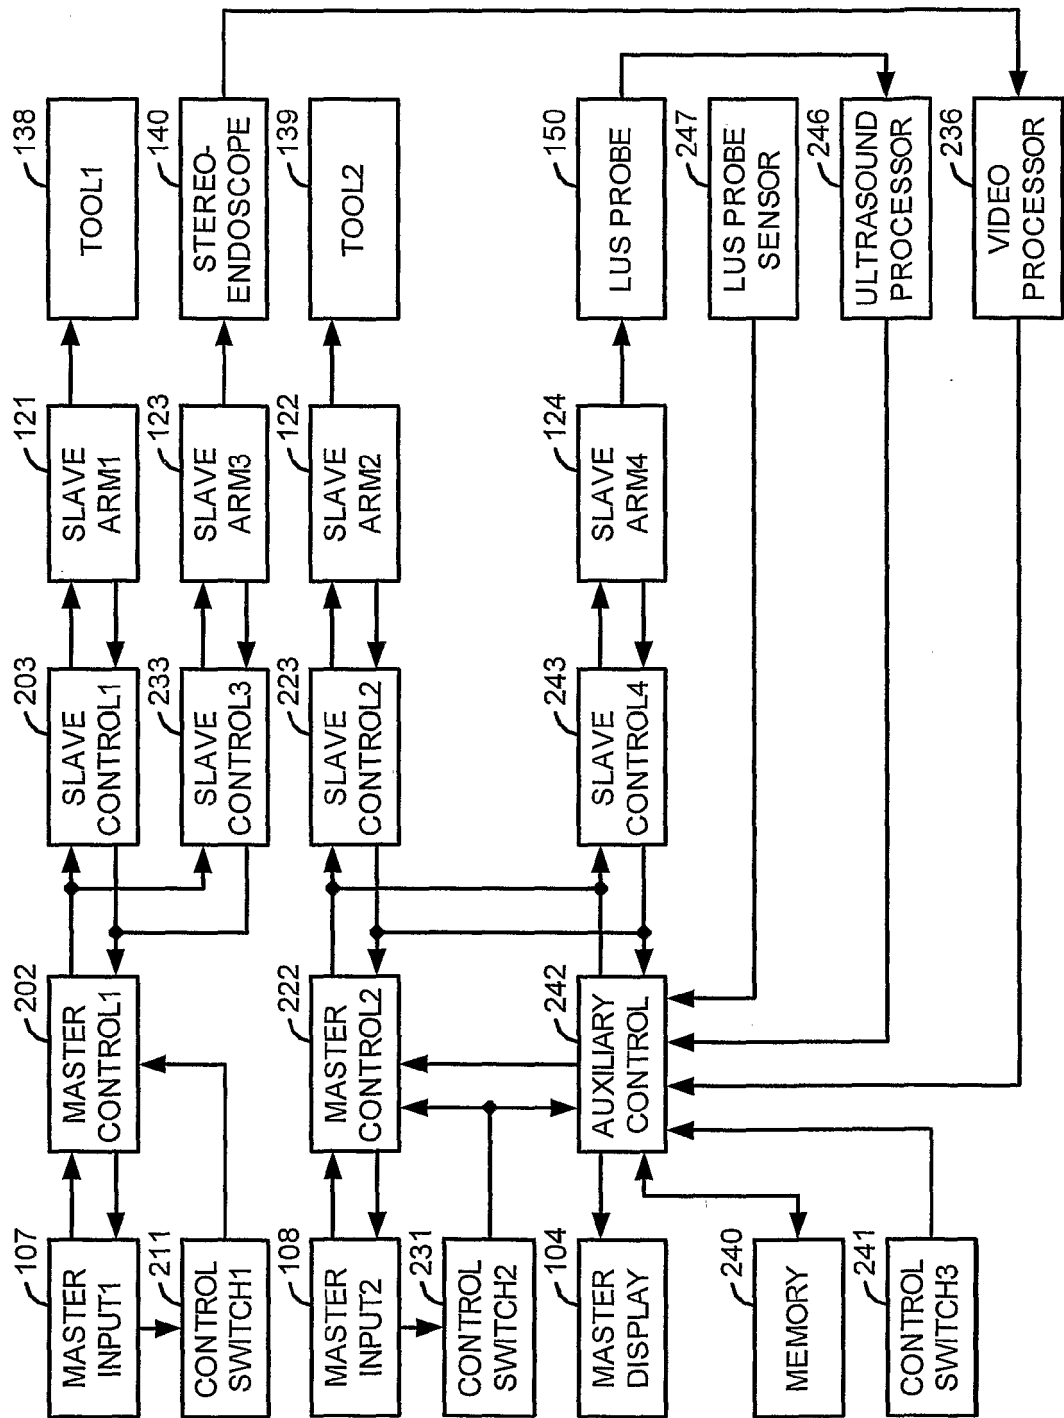 107
MASTER
INPUT1
202
MASTER
CONTROL1
203
SLAVE
CONTROL1
121
SLAVE
ARM1
138
TOOL1
211
CONTROL
SWITCH1
233
SLAVE
CONTROL3
123
SLAVE
ARM3
140
STEREO-
ENDOSCOPE
108
MASTER
INPUT2
222
MASTER
CONTROL2
223
SLAVE
CONTROL2
122
SLAVE
ARM2
139
TOOL2
231
CONTROL
SWITCH2
104
MASTER
DISPLAY
242
AUXILIARY
CONTROL
243
SLAVE
CONTROL4
124
SLAVE
ARM4
150
LUS PROBE
247
LUS PROBE
SENSOR
240
MEMORY
246
ULTRASOUND
PROCESSOR
241
CONTROL
SWITCH3
236
VIDEO
PROCESSOR